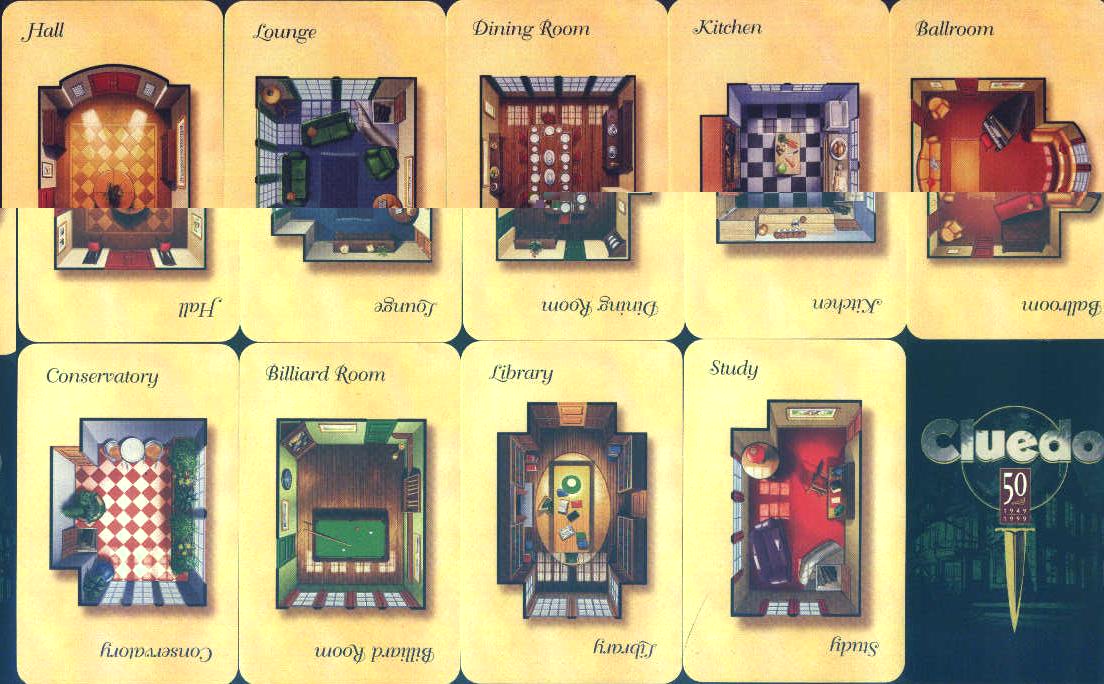 Hall
Lounge
Dining Room
Kitchen
Ballroom
Hall
Lounge
Dining Room
Kitchen
Ballroom
Conservatory
Billiard Room
Library
Study
Cluedo
50
1949
1999
Conservatory
Billiard Room
Library
Study